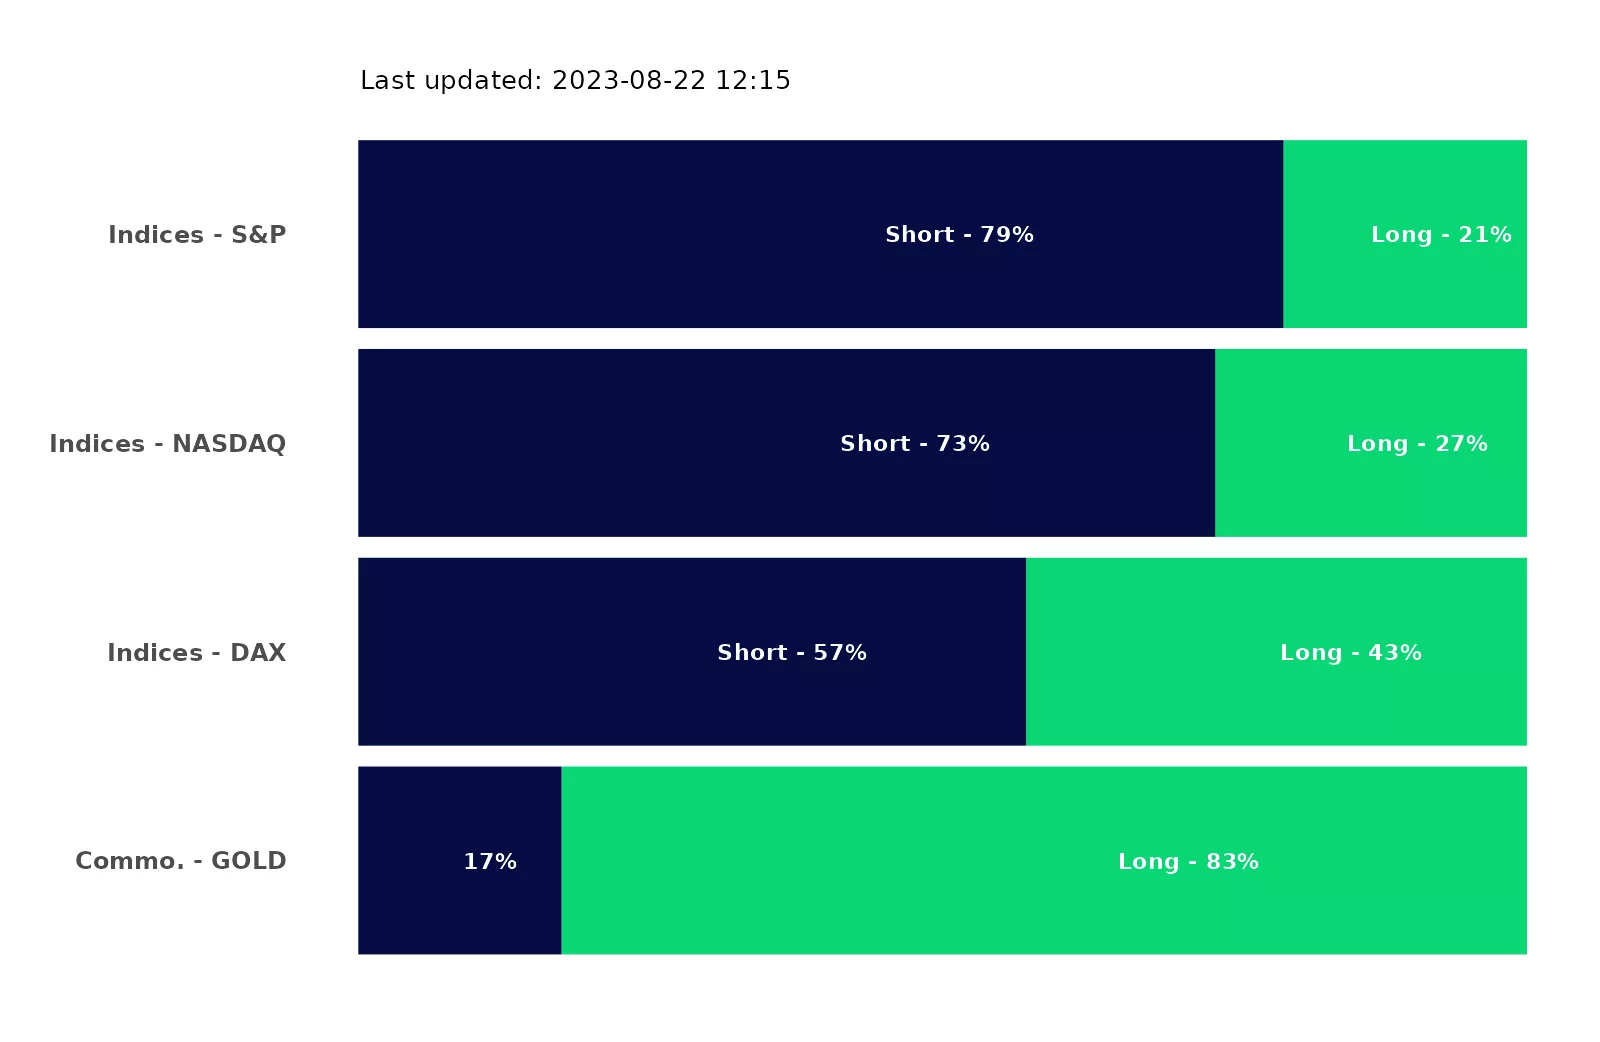 Last updated: 2023-08-22 12:15
Indices - S&P Short - 79% Long - 21%
Indices - NASDAQ Short - 73% Long - 27%
Indices - DAX Short - 57% Long - 43%
Commo. - GOLD 17% Long - 83%